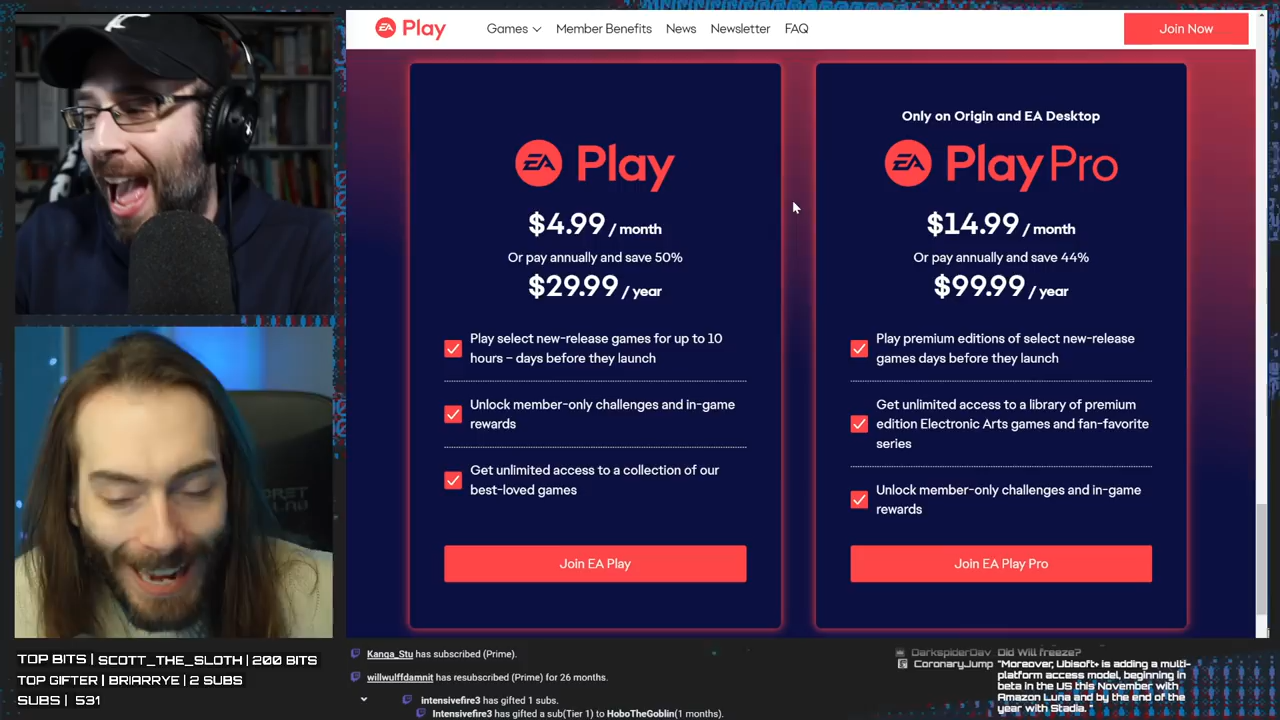 EA Play
Games
Member Benefits
News
Newsletter
FAQ
Join Now
EA Play
$4.99 / month
Or pay annually and save 50%
$29.99 / year
Play select new-release games for up to 10
hours – days before they launch
Unlock member-only challenges and in-game
rewards
Get unlimited access to a collection of our
best-loved games
Join EA Play
Only on Origin and EA Desktop
EA Play Pro
$14.99 / month
Or pay annually and save 44%
$99.99 / year
Play premium editions of select new-release
games days before they launch
Get unlimited access to a library of premium
edition Electronic Arts games and fan-favorite
series
Unlock member-only challenges and in-game
rewards
Join EA Play Pro
TOP BITS | SCOTT_THE_SLOTH | 200 BITS
TOP GIFTER | BRIARRYE | 2 SUBS
SUBS | 531
Kanga_Stu has subscribed (Prime).
willwulffdamnit has resubscribed (Prime) for 26 months.
intensivefire3 has gifted 1 subs.
Intensivefire3 has gifted a sub(Tier 1) to HoboTheGoblin(1 months).
DarkspiderDav Did Will freeze?
CoronaryJump "Moreover, Ubisoft+ is adding a multi-
platform access model, beginning in
beta in the US this November with
Amazon Luna and by the end of the
year with Stadia. "